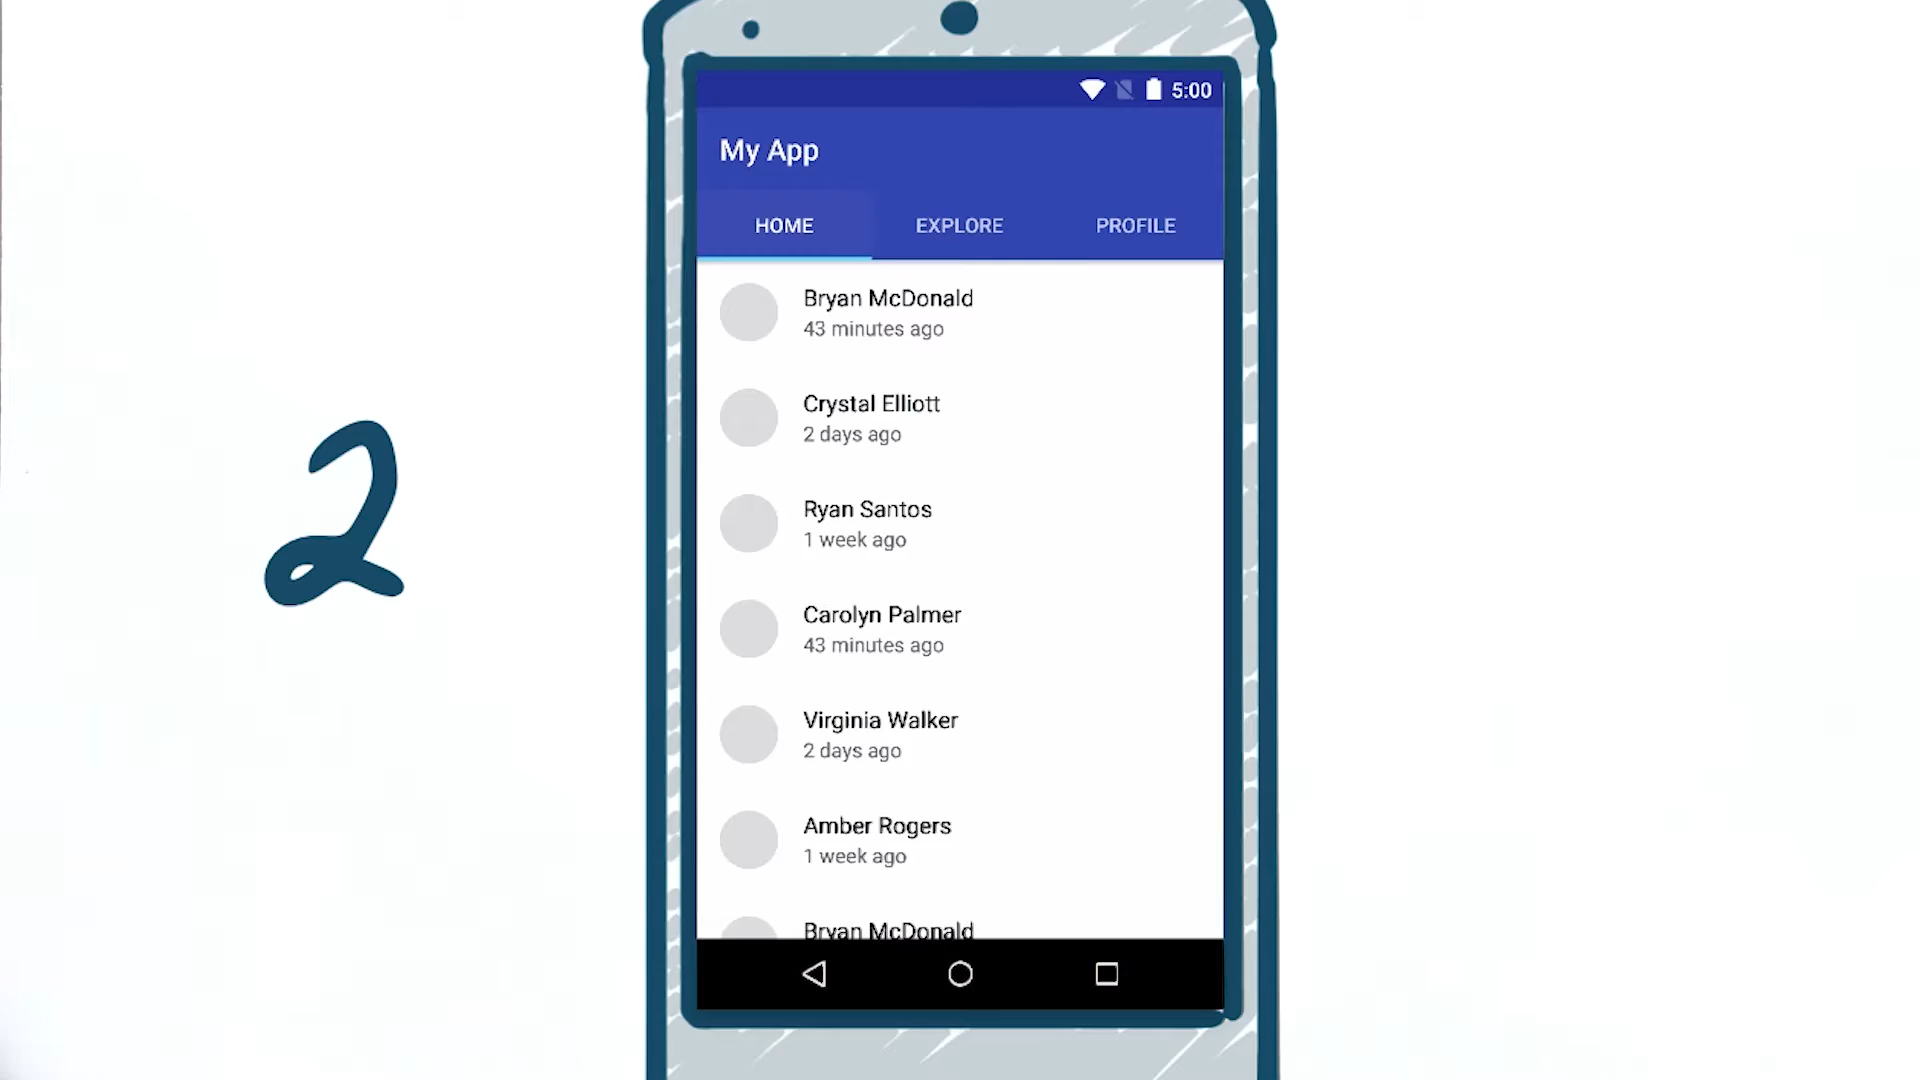 5:00
My App
HOME EXPLORE PROFILE
Bryan McDonald
43 minutes ago
Crystal Elliott
2 days ago
2
Ryan Santos
1 week ago
Carolyn Palmer
43 minutes ago
Virginia Walker
2 days ago
Amber Rogers
1 week ago
Bryan McDonald